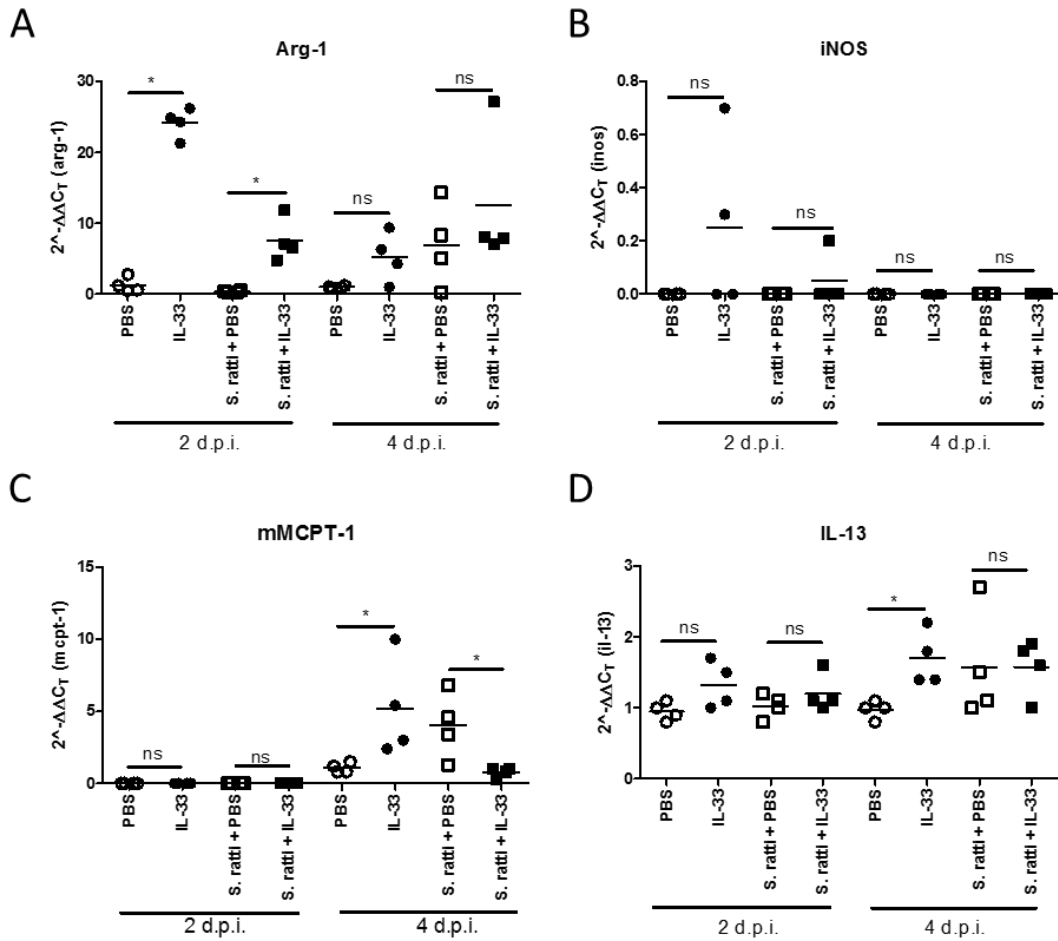 A
Arg-1
2^-ΔΔCT (arg-1)
30
20
10
0
*
*
ns
ns
PBS
IL-33
S. rattI + PBS
S. rattI + IL-33
PBS
IL-33
S. rattI + PBS
S. rattI + IL-33
2 d.p.i.
4 d.p.i.
B
iNOS
2^-ΔΔCT (inos)
0.8
0.6
0.4
0.2
0.0
ns
ns
ns
ns
PBS
IL-33
S. rattI + PBS
S. rattI + IL-33
PBS
IL-33
S. rattI + PBS
S. rattI + IL-33
2 d.p.i.
4 d.p.i.
C
mMCPT-1
2^-ΔΔCT (mcpt-1)
15
10
5
0
ns
ns
*
*
PBS
IL-33
S. rattI + PBS
S. rattI + IL-33
PBS
IL-33
S. rattI + PBS
S. rattI + IL-33
2 d.p.i.
4 d.p.i.
D
IL-13
2^-ΔΔCT (il-13)
3
2
1
0
ns
ns
*
ns
PBS
IL-33
S. rattI + PBS
S. rattI + IL-33
PBS
IL-33
S. rattI + PBS
S. rattI + IL-33
2 d.p.i.
4 d.p.i.